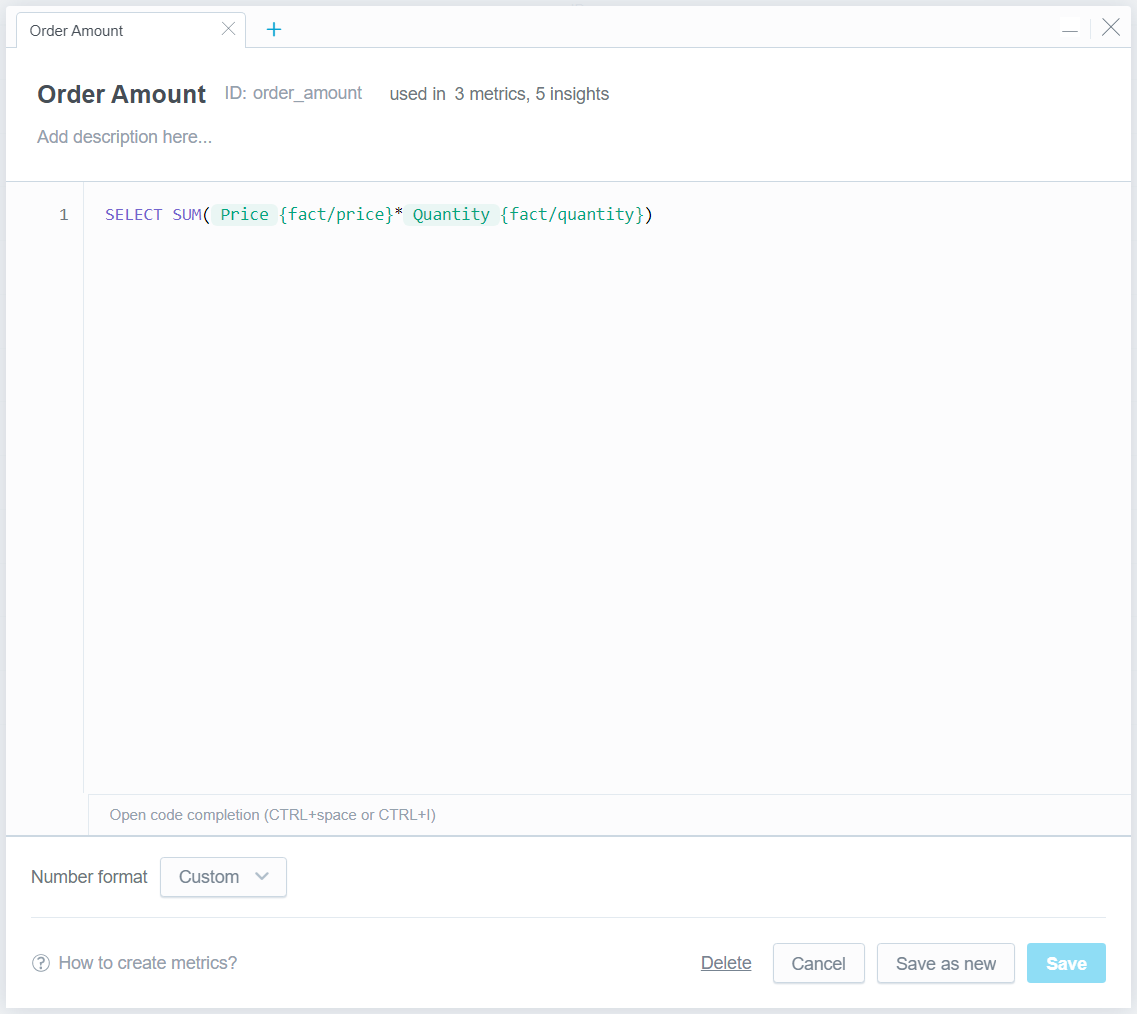 Order Amount
Order Amount ID: order_amount used in 3 metrics, 5 insights
Add description here...
1 SELECT SUM( Price {fact/price}* Quantity {fact/quantity})
Open code completion (CTRL+space or CTRL+I)
Number format Custom
How to create metrics? Delete Cancel Save as new Save